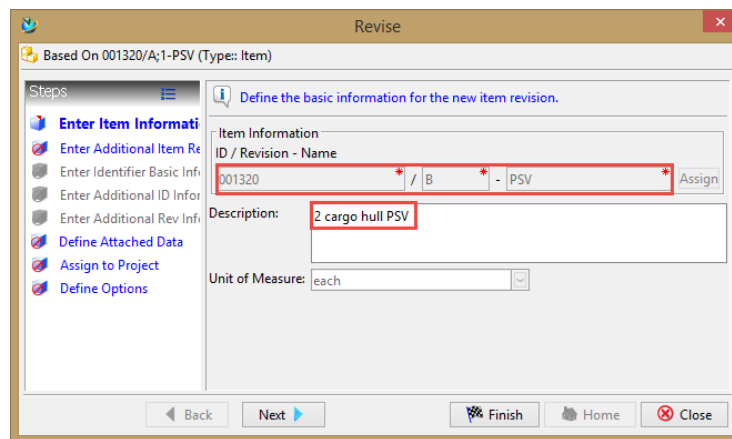 Revise
Based On 001320/A;1-PSV (Type:: Item)
Steps
Define the basic information for the new item revision.
Enter Item Informati
Enter Additional Item Re
Enter Identifier Basic Info
Enter Additional ID Infor
Enter Additional Rev Info
Define Attached Data
Assign to Project
Define Options
Item Information
ID / Revision - Name
001320 * / B * - PSV * Assign
Description: 2 cargo hull PSV
Unit of Measure: each
Back Next Finish Home Close